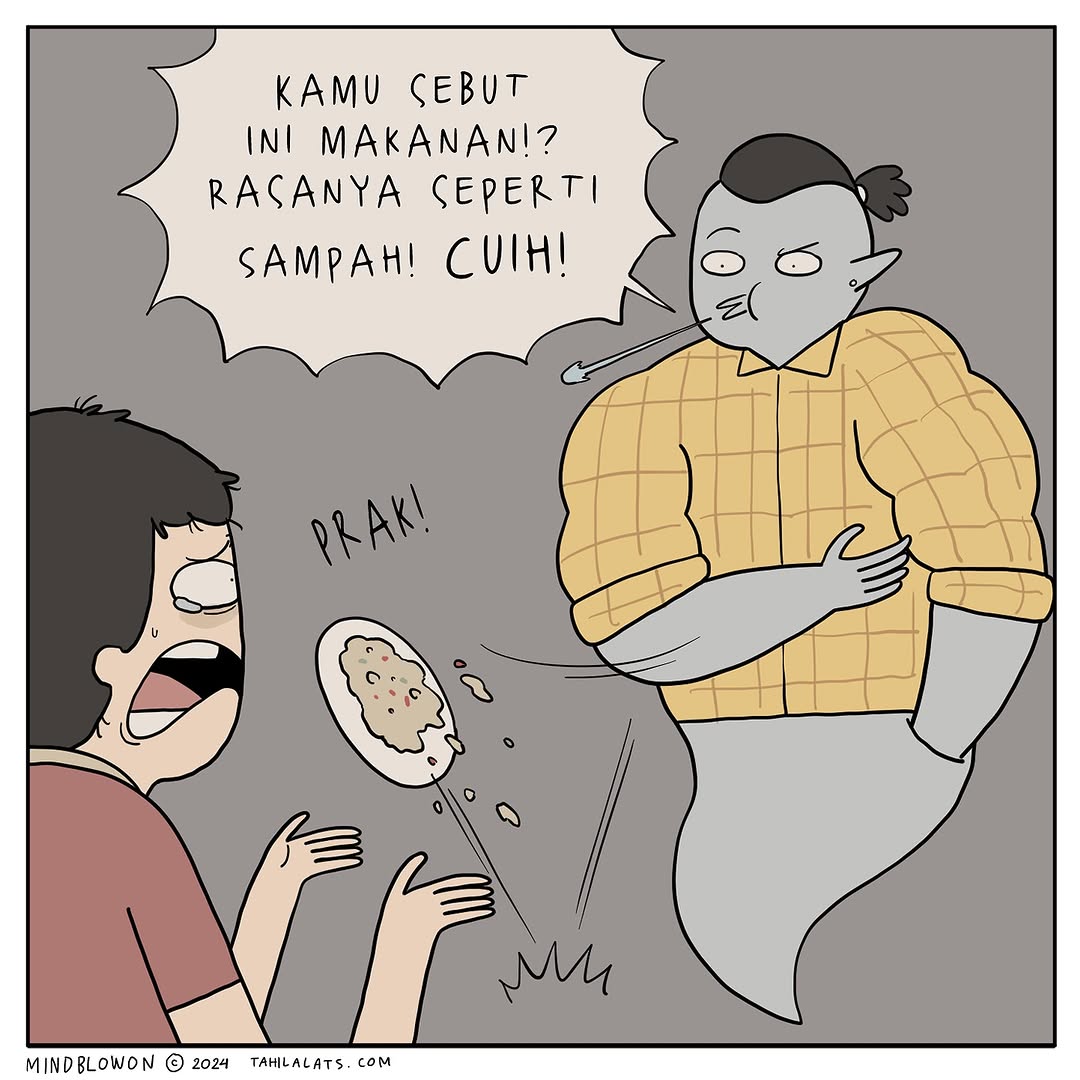 KAMU SEBUT
INI MAKANAN!?
RASANYA SEPERTI
SAMPAH! CUIH!
PRAK!
MINDBLOWON © 2024 TAHILALATS.COM